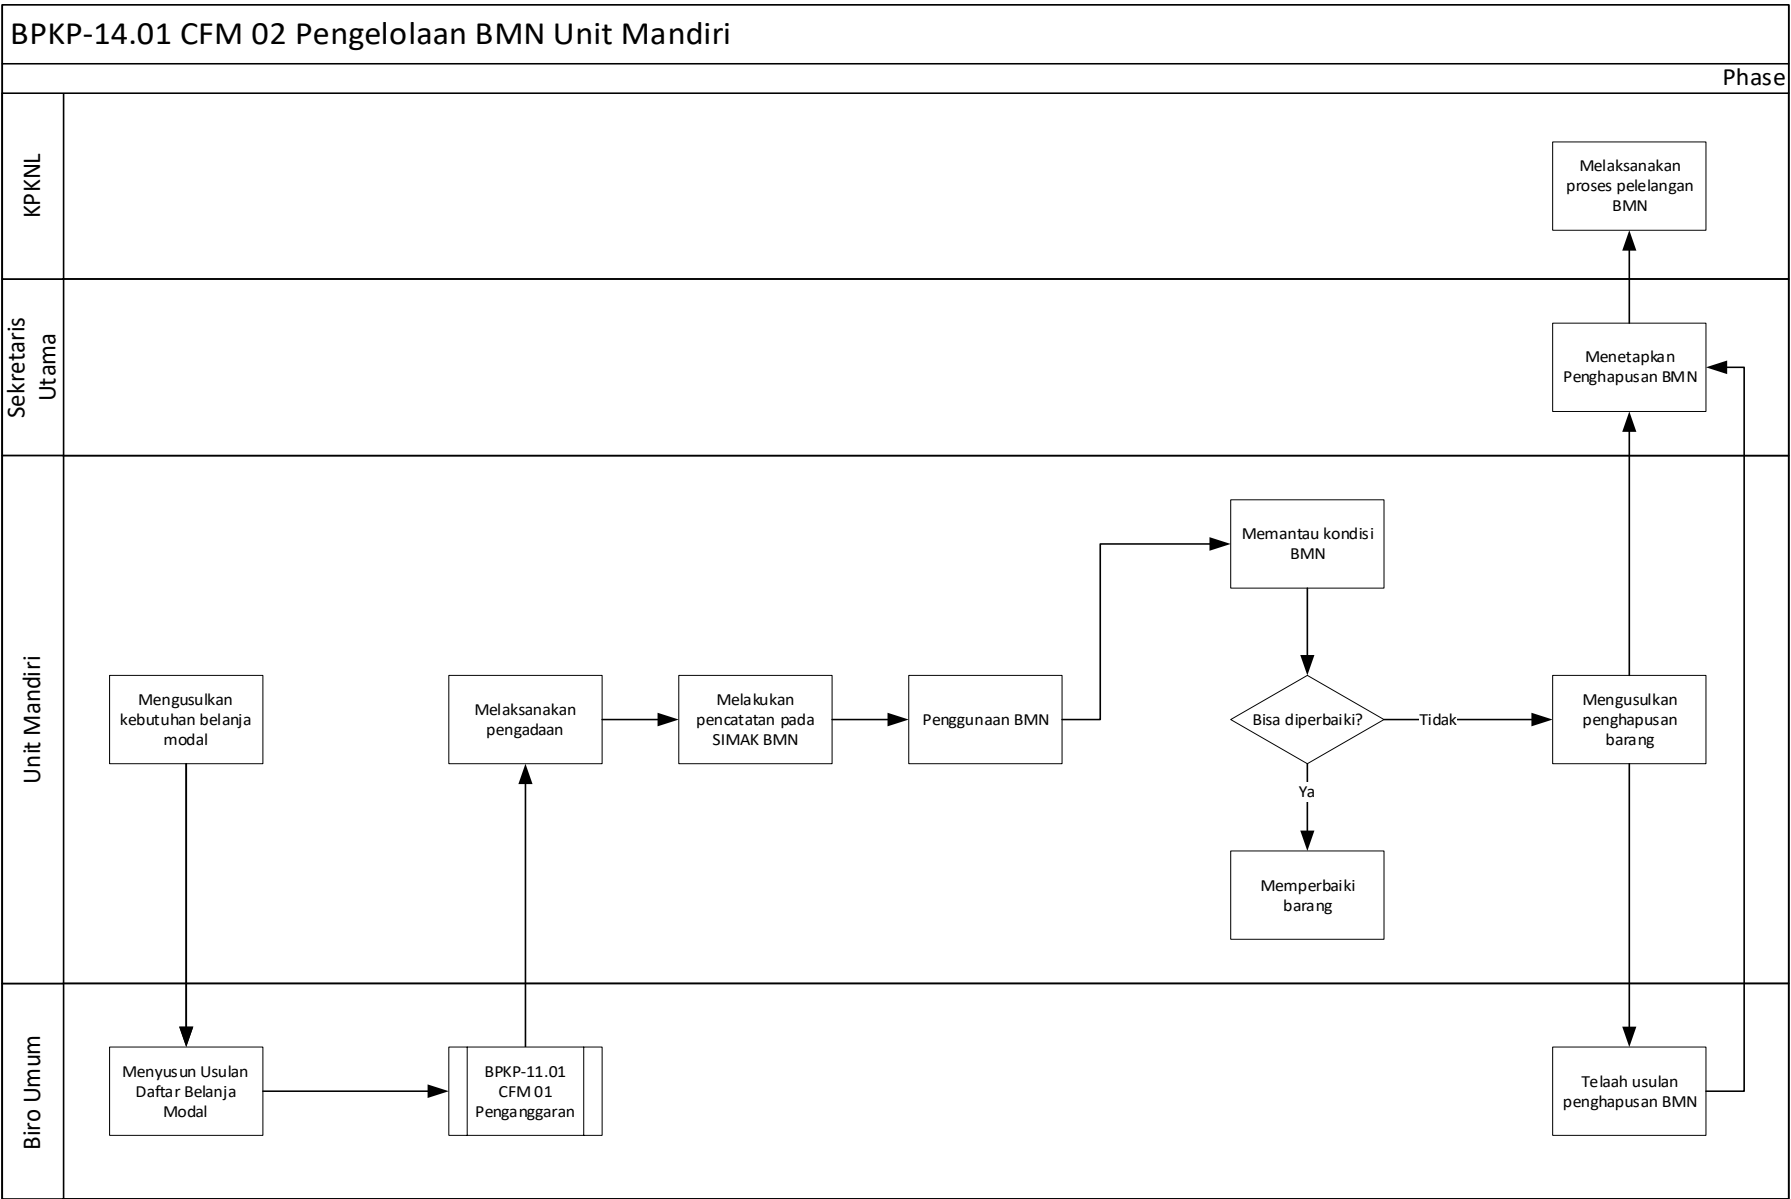 BPKP-14.01 CFM 02 Pengelolaan BMN Unit Mandiri
Phase
KPKNL
Melaksanakan
proses pelelangan
BMN
Sekretaris
Utama
Menetapkan
Penghapusan BMN
Unit Mandiri
Memantau kondisi
BMN
Mengusulkan
kebutuhan belanja
modal
Melaksanakan
pengadaan
Melakukan
pencatatan pada
SIMAK BMN
Penggunaan BMN
Bisa diperbaiki?
Tidak
Mengusulkan
penghapusan
barang
Ya
Memperbaiki
barang
Biro Umum
Menyusun Usulan
Daftar Belanja
Modal
BPKP-11.01
CFM 01
Penganggaran
Telaah usulan
penghapusan BMN